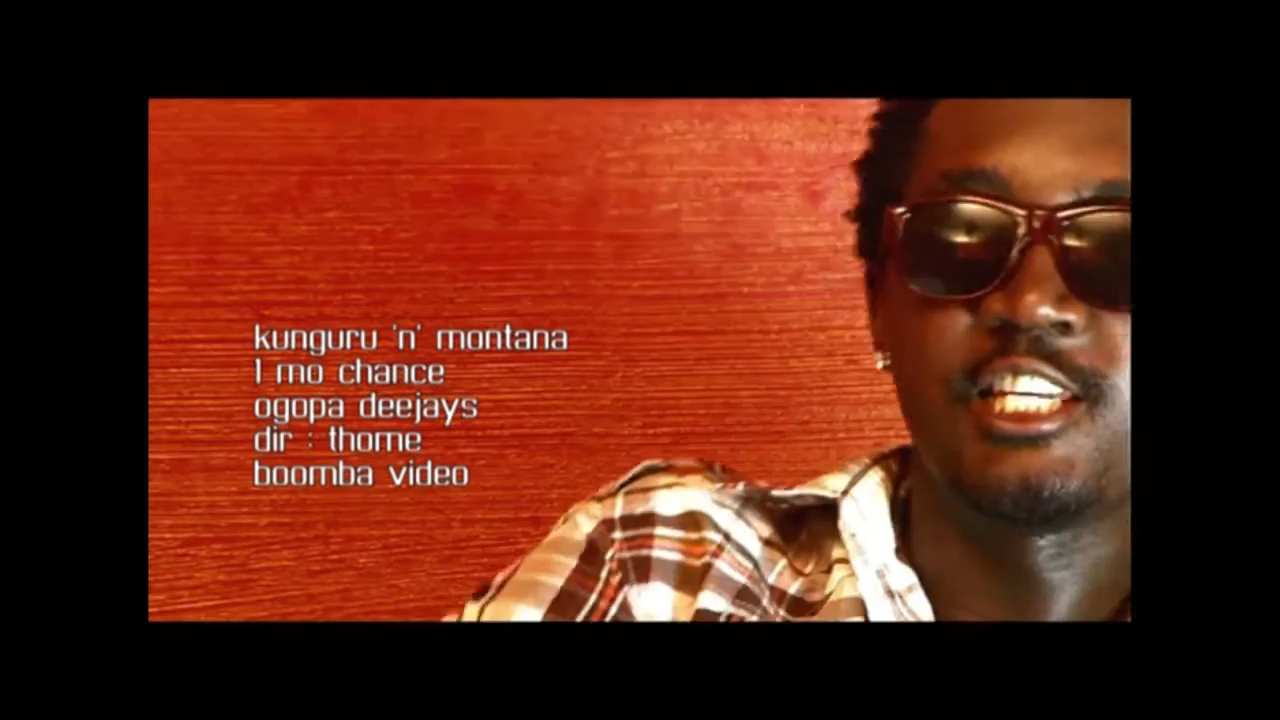 kunguru 'n' montana
1 mo chance
ogopa deejays
dir : thome
boomba video